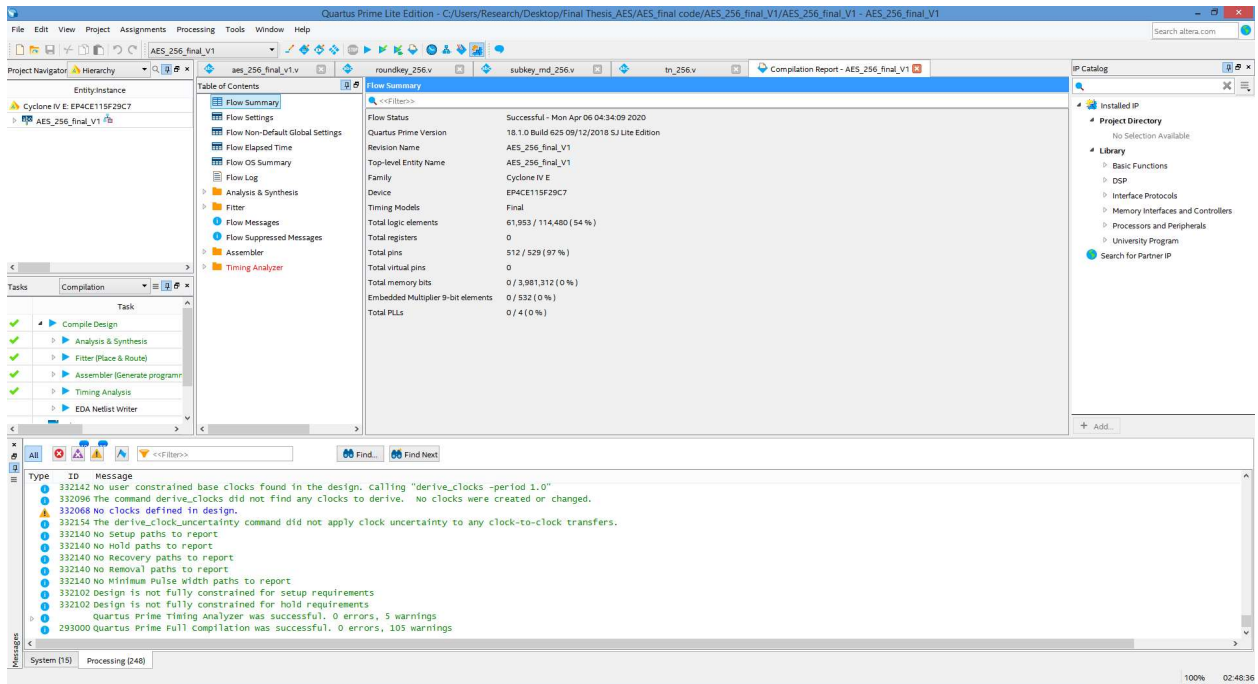 Quartus Prime Lite Edition - C:/Users/Research/Desktop/Final Thesis_AES/AES_final code/AES_256_final_V1/AES_256_final_V1 - AES_256_final_V1
File Edit View Project Assignments Processing Tools Window Help
Search altera.com
AES_256_final_V1
Project Navigator Hierarchy
Entity:Instance
Cyclone IV E: EP4CE115F29C7
AES_256_final_V1
aes_256_final_v1.v
roundkey_256.v
subkey_rnd_256.v
tn_256.v
Compilation Report - AES_256_final_V1
Table of Contents
Flow Summary
Flow Settings
Flow Non-Default Global Settings
Flow Elapsed Time
Flow OS Summary
Flow Log
Analysis & Synthesis
Fitter
Flow Messages
Flow Suppressed Messages
Assembler
Timing Analyzer
Flow Summary
<<Filter>>
Flow Status Successful - Mon Apr 06 04:34:09 2020
Quartus Prime Version 18.1.0 Build 625 09/12/2018 SJ Lite Edition
Revision Name AES_256_final_V1
Top-level Entity Name AES_256_final_V1
Family Cyclone IV E
Device EP4CE115F29C7
Timing Models Final
Total logic elements 61,953 / 114,480 ( 54 % )
Total registers 0
Total pins 512 / 529 ( 97 % )
Total virtual pins 0
Total memory bits 0 / 3,981,312 ( 0 % )
Embedded Multiplier 9-bit elements 0 / 532 ( 0 % )
Total PLLs 0 / 4 ( 0 % )
IP Catalog
Installed IP
Project Directory
No Selection Available
Library
Basic Functions
DSP
Interface Protocols
Memory Interfaces and Controllers
Processors and Peripherals
University Program
Search for Partner IP
+ Add...
Tasks Compilation
Task
Compile Design
Analysis & Synthesis
Fitter (Place & Route)
Assembler (Generate programm
Timing Analysis
EDA Netlist Writer
All <<Filter>> Find... Find Next
Type ID Message
332142 No user constrained base clocks found in the design. Calling "derive_clocks -period 1.0"
332096 The command derive_clocks did not find any clocks to derive. No clocks were created or changed.
332068 No clocks defined in design.
332154 The derive_clock_uncertainty command did not apply clock uncertainty to any clock-to-clock transfers.
332140 No Setup paths to report
332140 No Hold paths to report
332140 No Recovery paths to report
332140 No Removal paths to report
332140 No Minimum Pulse Width paths to report
332102 Design is not fully constrained for setup requirements
332102 Design is not fully constrained for hold requirements
Quartus Prime Timing Analyzer was successful. 0 errors, 5 warnings
293000 Quartus Prime Full Compilation was successful. 0 errors, 105 warnings
Messages
System (15) Processing (248)
100% 02:48:36